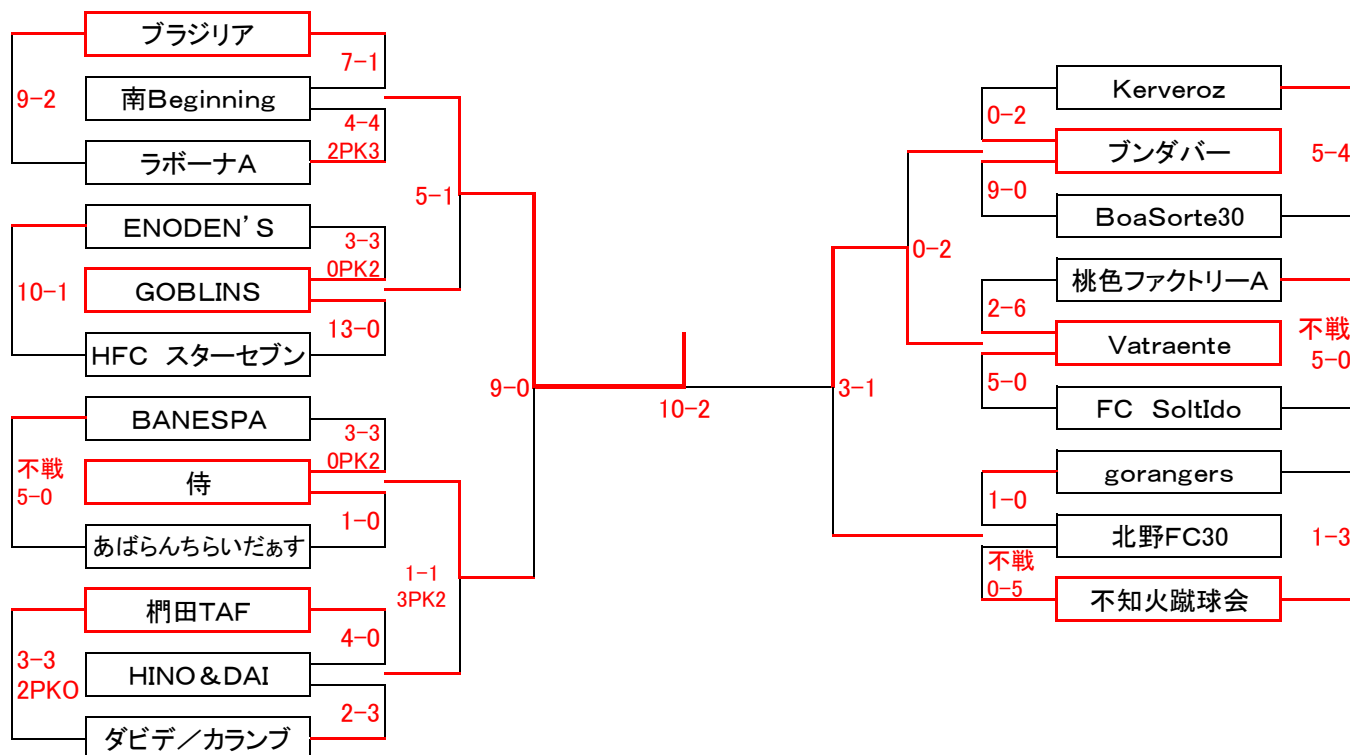 ブラジリア
7-1
南Beginning
9-2
4-4
2PK3
ラボーナA
5-1
ENODEN'S
3-3
0PK2
GOBLINS
10-1
13-0
HFC スターセブン
9-0
BANESPA
3-3
0PK2
侍
不戦
5-0
1-0
あばらんちらいだぁす
1-1
3PK2
椚田TAF
4-0
HINO&DAI
3-3
2PKO
2-3
ダビデ/カランブ
10-2
Kerveroz
0-2
ブンダバー
5-4
9-0
BoaSorte30
0-2
桃色ファクトリーA
2-6
Vatraente
不戦
5-0
5-0
FC SoltIdo
3-1
gorangers
1-0
北野FC30
1-3
不戦
0-5
不知火蹴球会